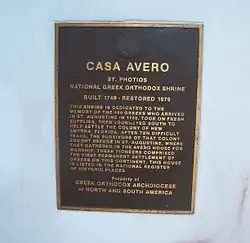 CASA AVERO
ST. PHOTIOS
NATIONAL GREEK ORTHODOX SHRINE
BUILT 1749 - RESTORED 1979
THIS SHRINE IS DEDICATED TO THE
MEMORY OF THE 400 GREEKS WHO ARRIVED
IN ST. AUGUSTINE IN 1768, TOOK ON FRESH
SUPPLIES, THEN JOURNEYED SOUTH TO
HELP SETTLE THE COLONY OF NEW
SMYRNA, FLORIDA. AFTER TEN DIFFICULT
YEARS, THE SURVIVORS OF THAT COLONY
SOUGHT REFUGE IN ST. AUGUSTINE, WHERE
THEY GATHERED IN THE AVERO HOUSE FOR
WORSHIP. THESE PIONEERS COMPRISED
THE FIRST PERMANENT SETTLEMENT OF
GREEKS ON THIS CONTINENT. THIS HOUSE
IS LISTED IN THE NATIONAL REGISTER
OF HISTORIC PLACES.
Property of
GREEK ORTHODOX ARCHDIOCESE
OF NORTH AND SOUTH AMERICA